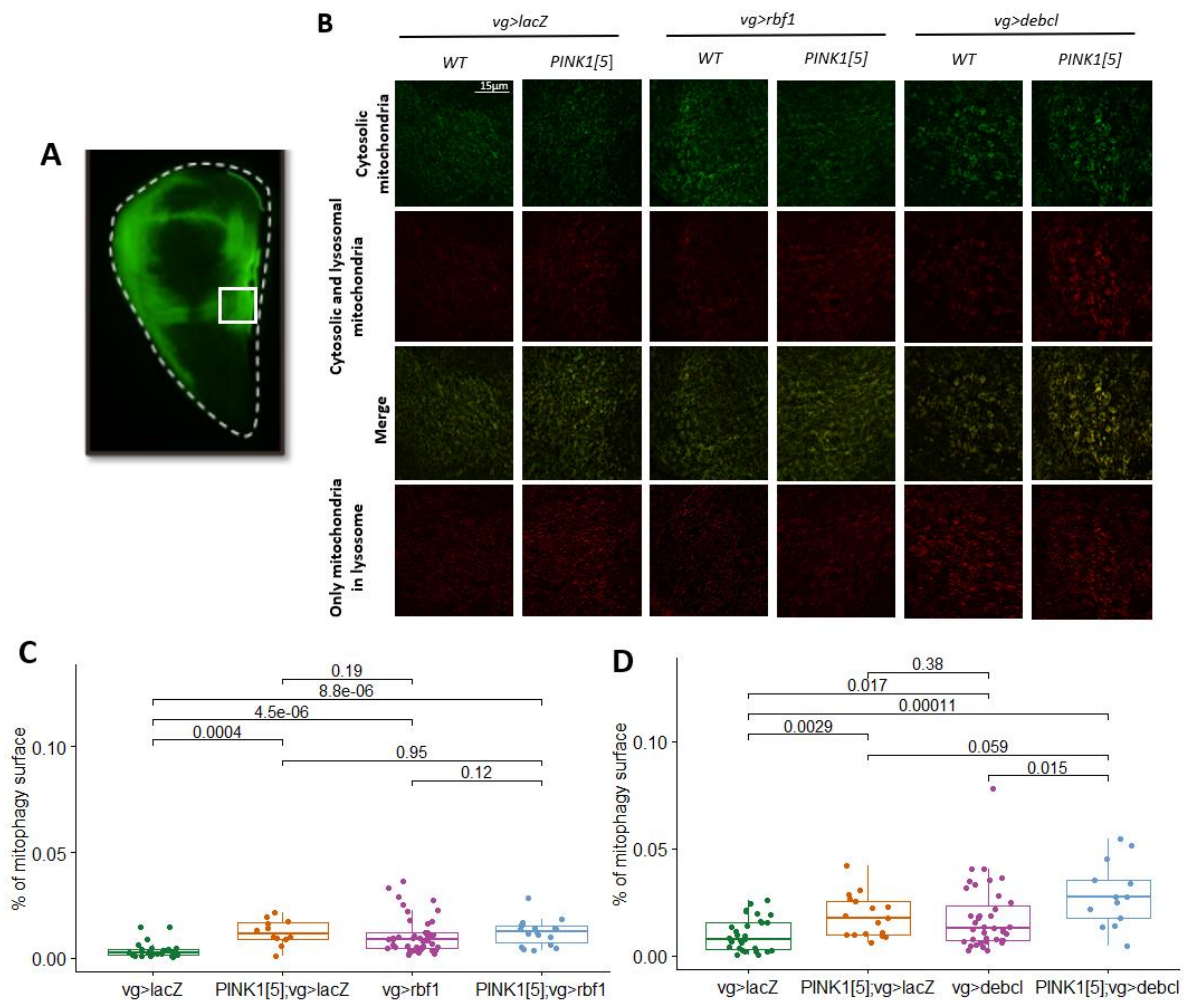 B
vg>lacZ vg>rbf1 vg>debcl
WT PINK1[5] WT PINK1[5] WT PINK1[5]
15µm
Cytosolic
mitochondria
A
Cytosolic and lysosomal
mitochondria
Merge
Only mitochondri
in lysosome
C
% of mitophagy surface
0.10
0.05
0.00
0.19
8.8e-06
4.5e-06
0.0004
0.95
0.12
vg>lacZ PINK1[5];vg>lacZ vg>rbf1 PINK1[5];vg>rbf1
D
% of mitophagy surface
0.10
0.05
0.00
0.38
0.017
0.00011
0.0029
0.059
0.015
vg>lacZ PINK1[5];vg>lacZ vg>debcl PINK1[5];vg>debcl